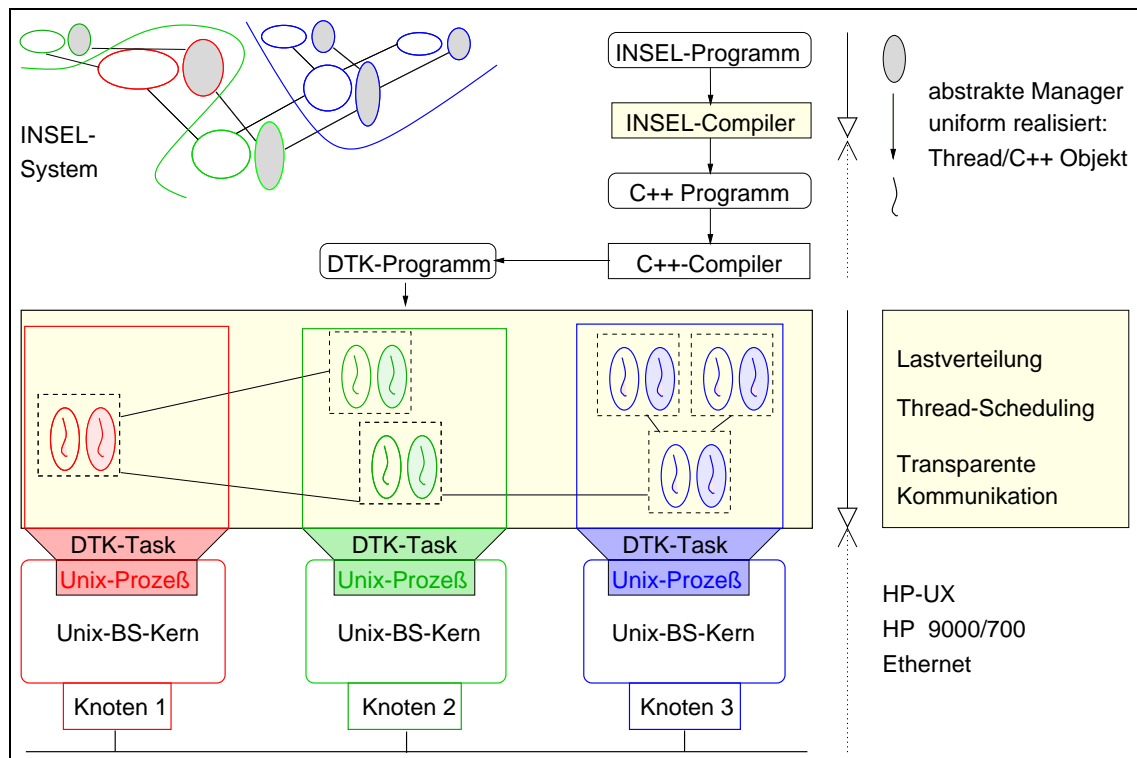 INSEL-
System
INSEL-Programm
INSEL-Compiler
C++ Programm
C++-Compiler
DTK-Programm
abstrakte Manager
uniform realisiert:
Thread/C++ Objekt
Lastverteilung
Thread-Scheduling
Transparente
Kommunikation
DTK-Task
DTK-Task
DTK-Task
Unix-Prozeß
Unix-Prozeß
Unix-Prozeß
Unix-BS-Kern
Unix-BS-Kern
Unix-BS-Kern
HP-UX
HP 9000/700
Ethernet
Knoten 1
Knoten 2
Knoten 3